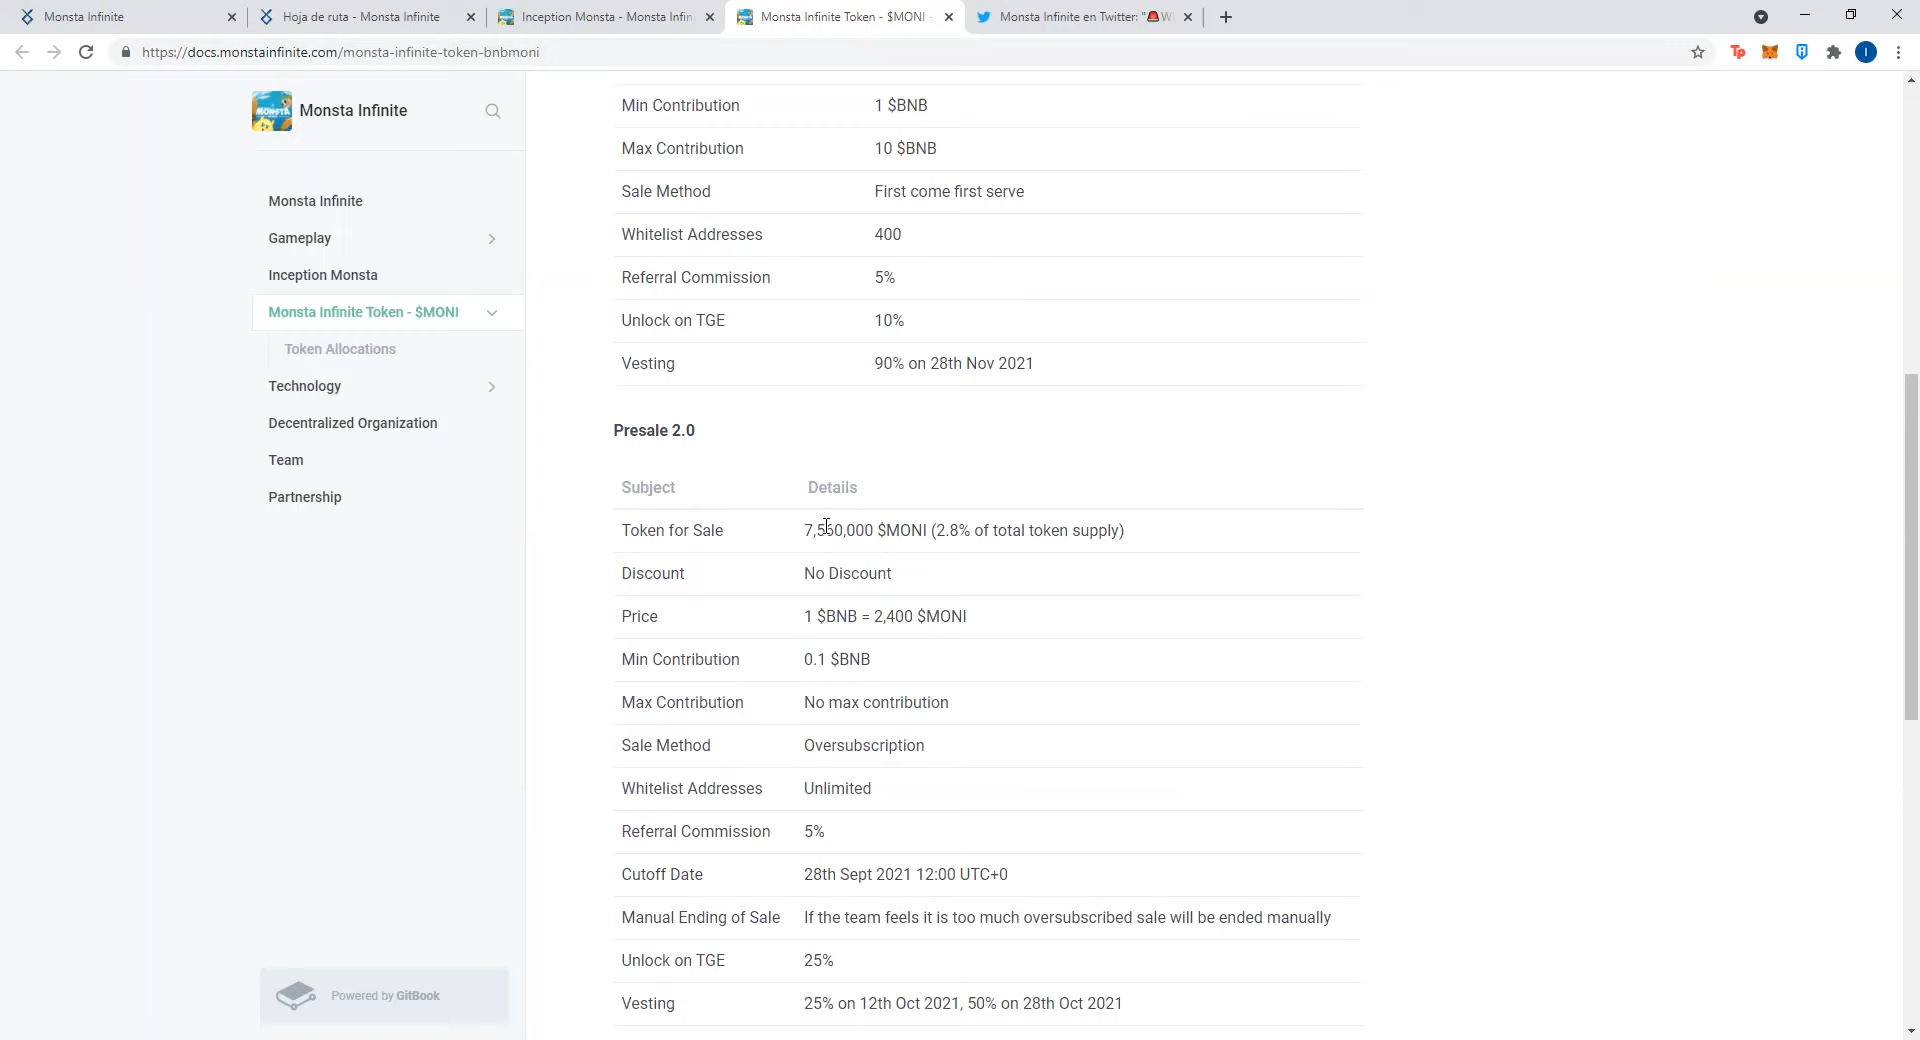 Monsta Infinite
Hoja de ruta - Monsta Infinite
Inception Monsta - Monsta Infin
Monsta Infinite Token - $MONI -
Monsta Infinite en Twitter: "🚨W
https://docs.monstainfinite.com/monsta-infinite-token-bnbmoni
Tp
I
MONSTA
Monsta Infinite
Monsta Infinite
Gameplay
Inception Monsta
Monsta Infinite Token - $MONI
Token Allocations
Technology
Decentralized Organization
Team
Partnership
Powered by GitBook
Min Contribution 1 $BNB
Max Contribution 10 $BNB
Sale Method First come first serve
Whitelist Addresses 400
Referral Commission 5%
Unlock on TGE 10%
Vesting 90% on 28th Nov 2021
Presale 2.0
Subject Details
Token for Sale 7,560,000 $MONI (2.8% of total token supply)
Discount No Discount
Price 1 $BNB = 2,400 $MONI
Min Contribution 0.1 $BNB
Max Contribution No max contribution
Sale Method Oversubscription
Whitelist Addresses Unlimited
Referral Commission 5%
Cutoff Date 28th Sept 2021 12:00 UTC+0
Manual Ending of Sale If the team feels it is too much oversubscribed sale will be ended manually
Unlock on TGE 25%
Vesting 25% on 12th Oct 2021, 50% on 28th Oct 2021